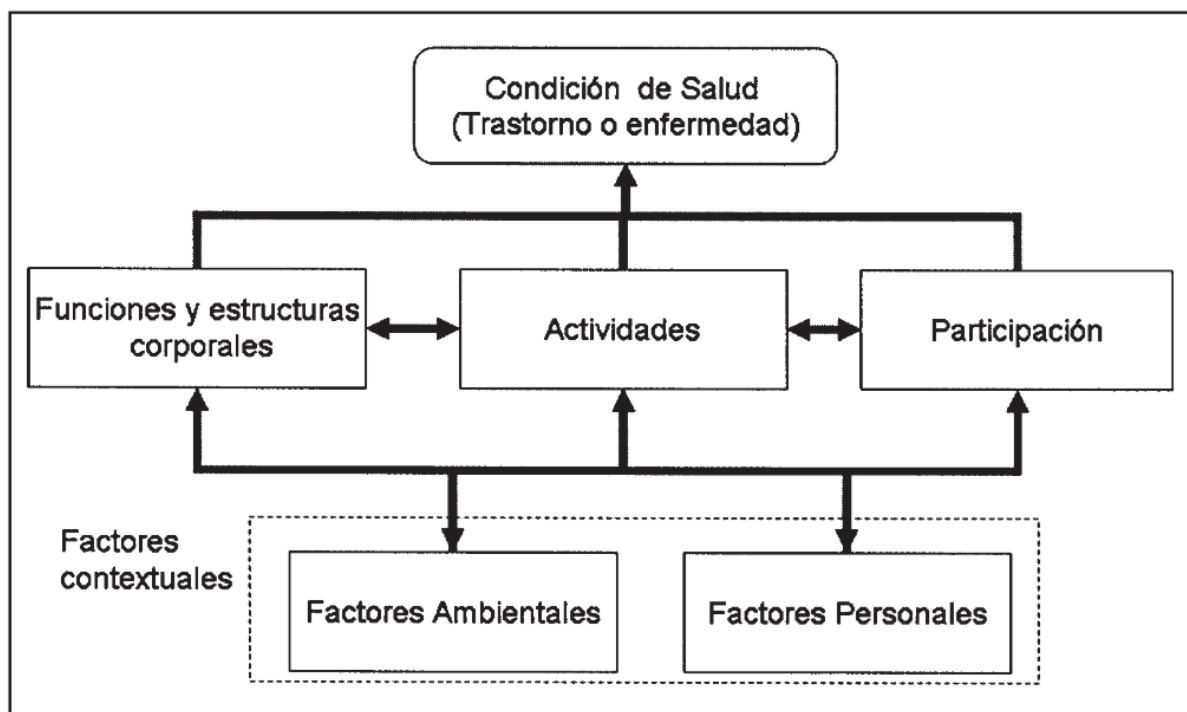 Condición de Salud
(Trastorno o enfermedad)
Funciones y estructuras
corporales
Actividades
Participación
Factores
contextuales
Factores Ambientales
Factores Personales